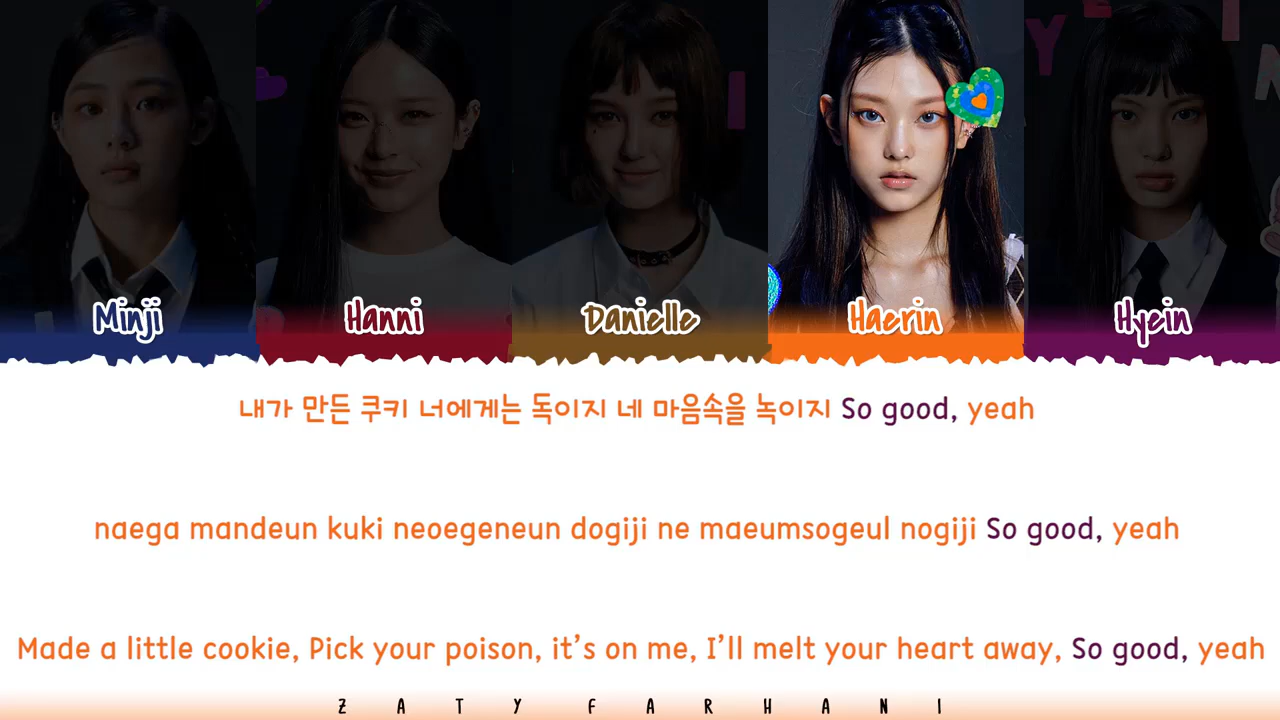 Minji Hanni Danielle Haerin Hyein
내가 만든 쿠키 너에게는 독이지 네 마음속을 녹이지 So good, yeah
naega mandeun kuki neoegeneun dogiji ne maeumsogeul nogiji So good, yeah
Made a little cookie, Pick your poison, it's on me, I'll melt your heart away, So good, yeah
ZATY FARHANI